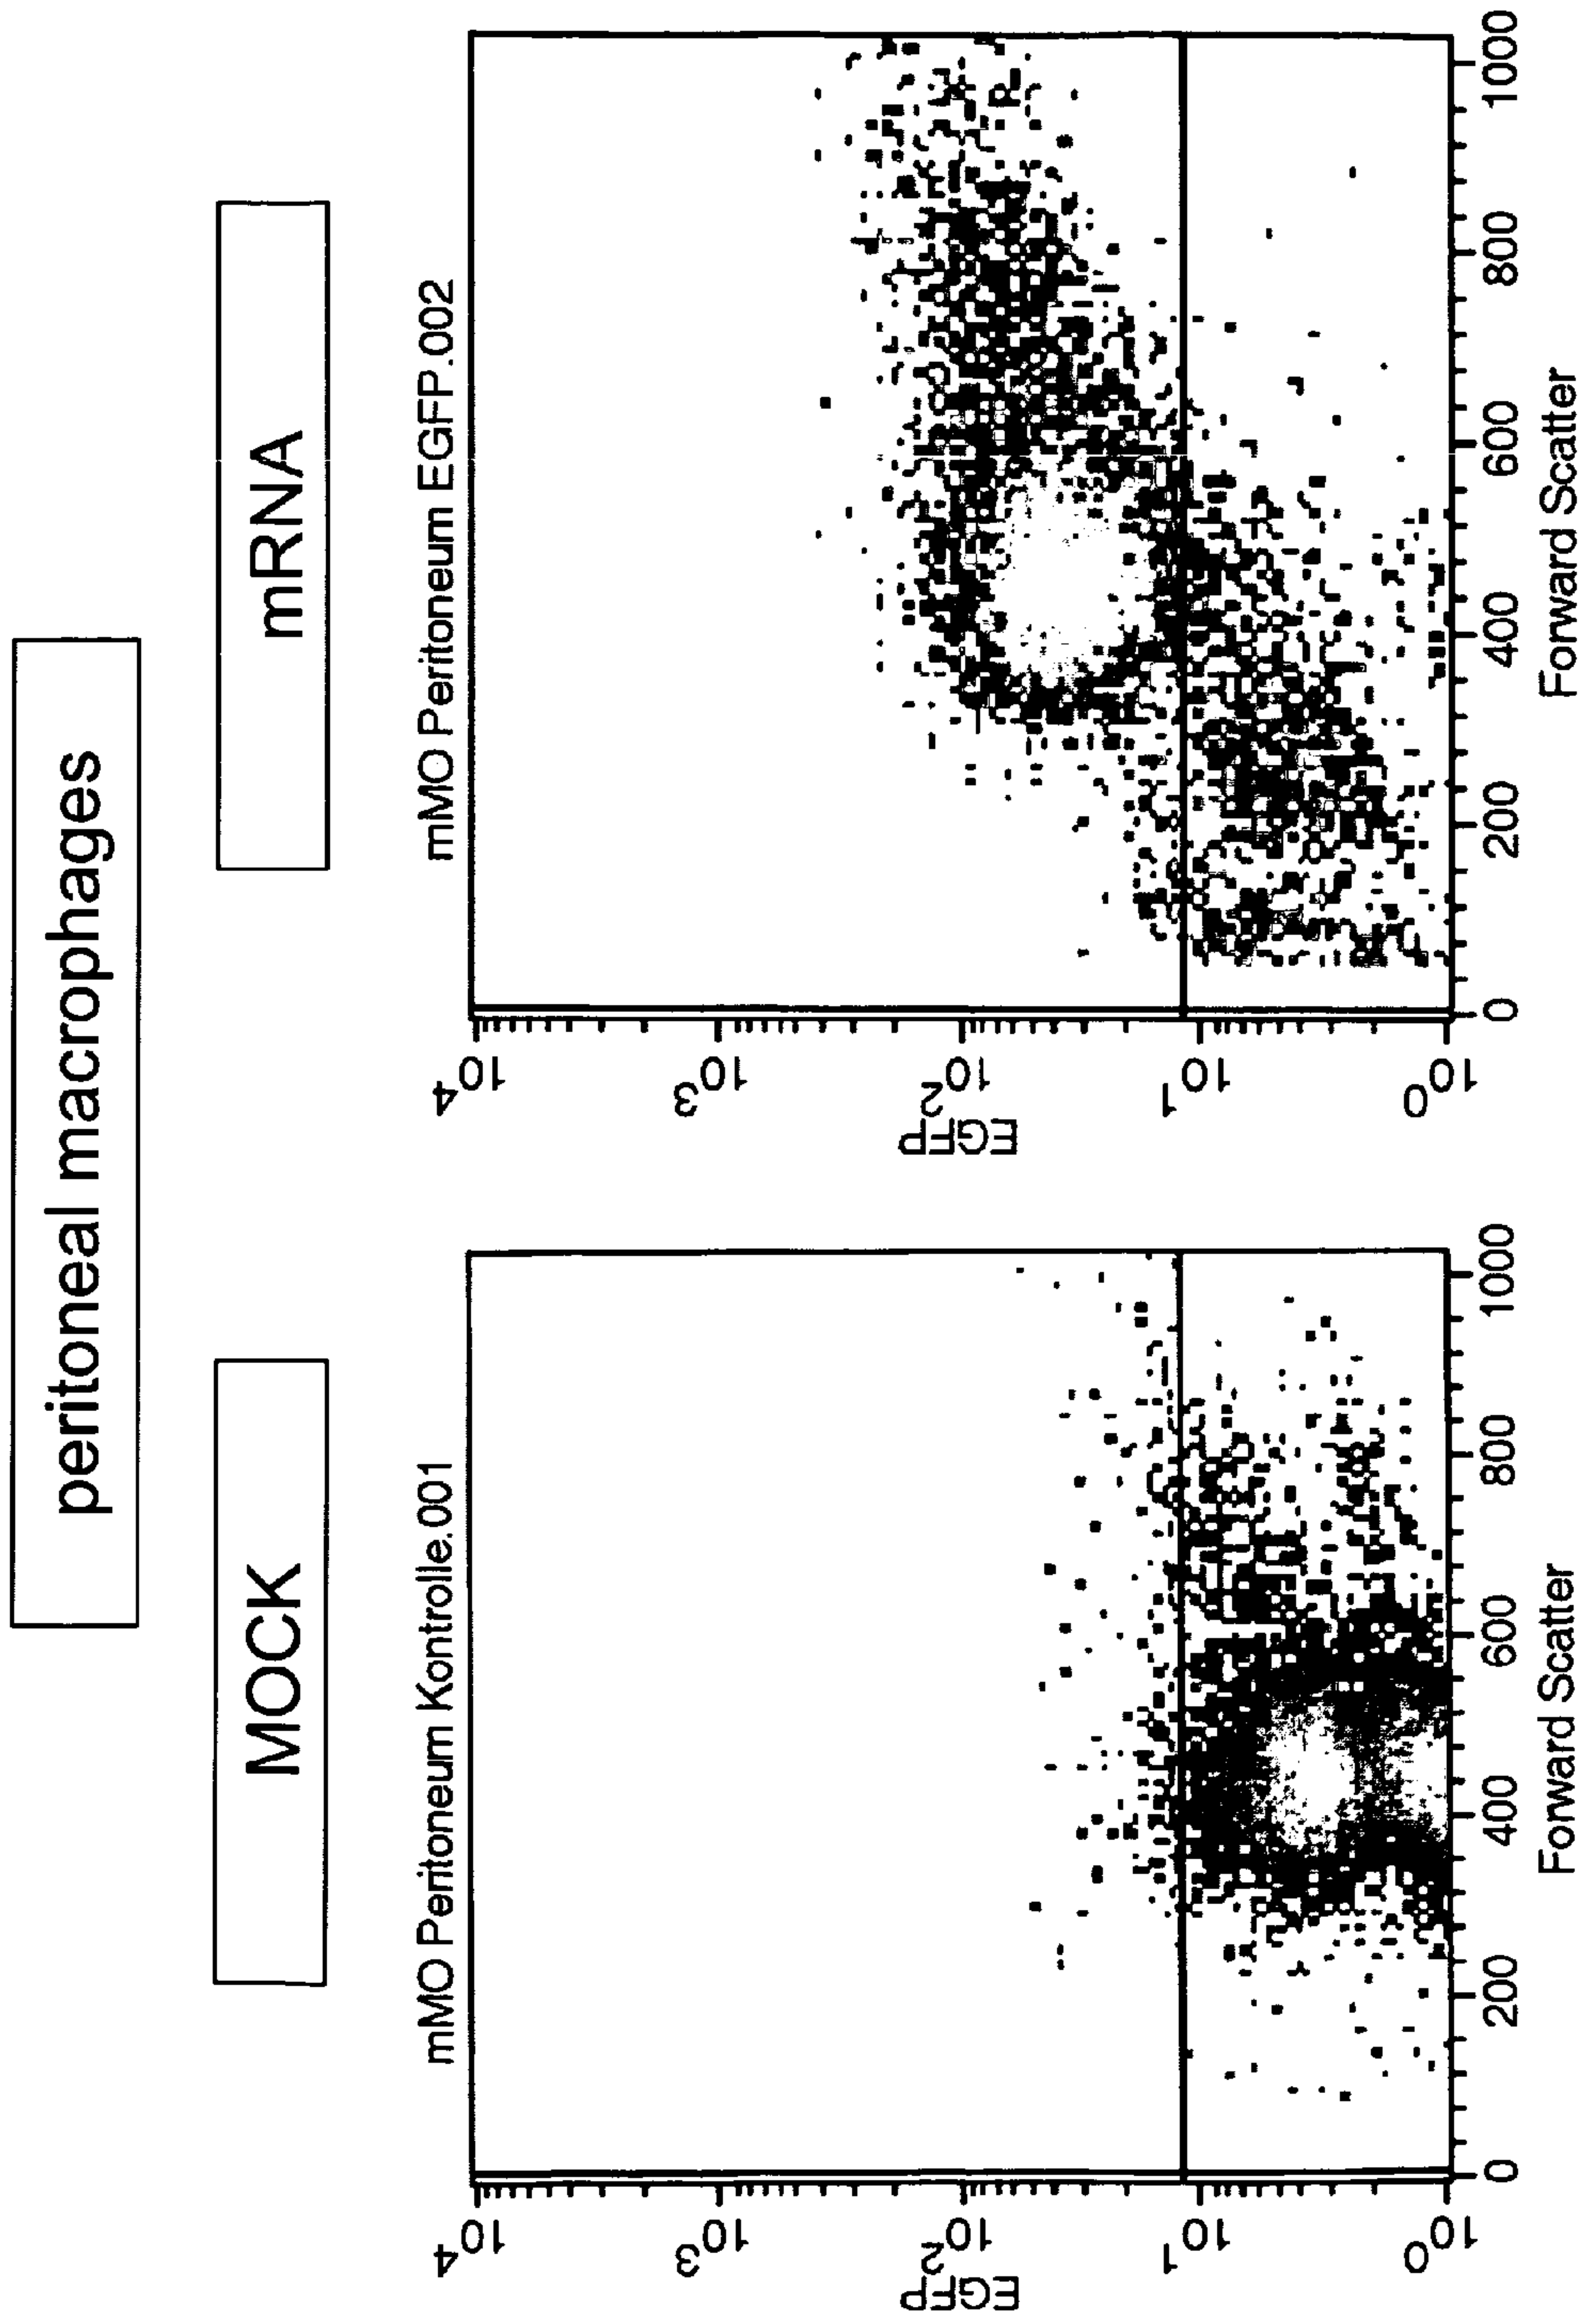 peritoneal macrophages
MOCK
mRNA
mMO Peritoneum Kontrolle.001
EGFP
10^4
10^3
10^2
10^1
10^0
0 200 400 600 800 1000
Forward Scatter
mMO Peritoneum EGFP.002
EGFP
10^4
10^3
10^2
10^1
10^0
0 200 400 600 800 1000
Forward Scatter